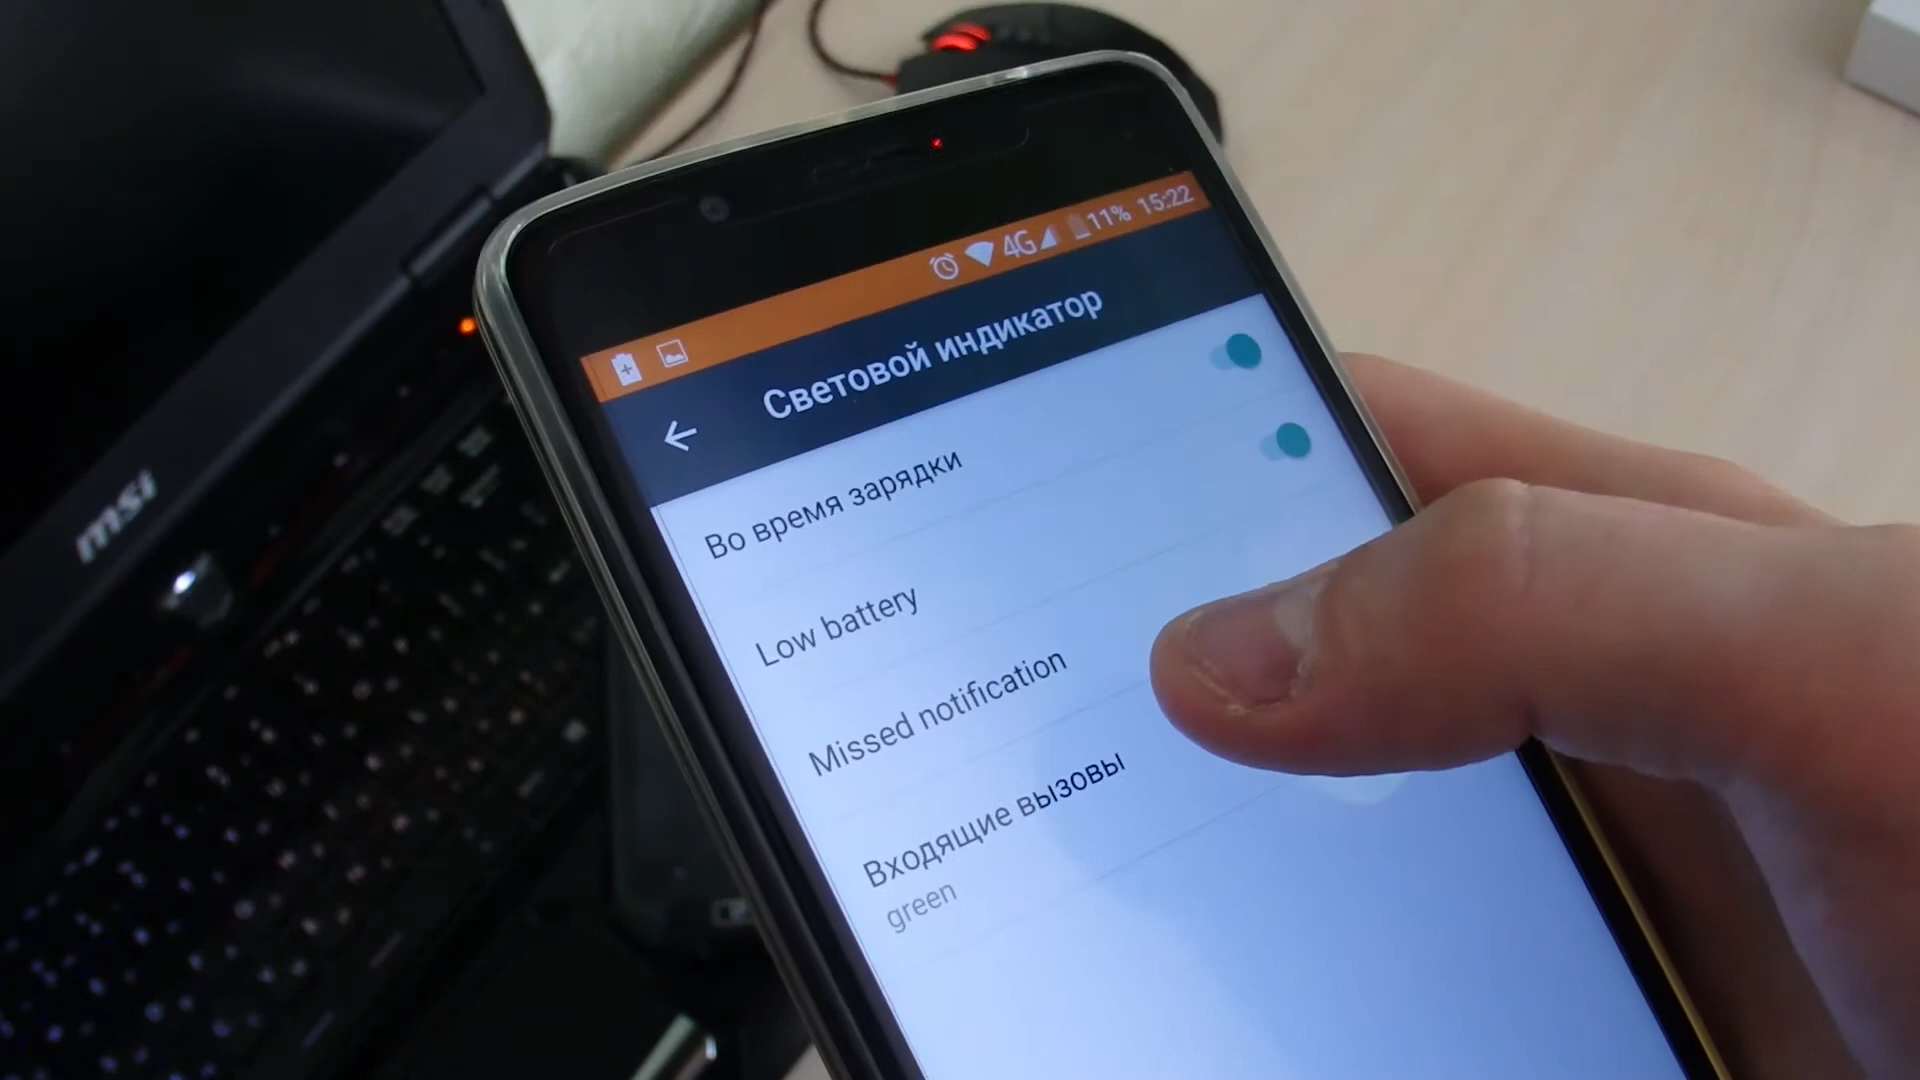 4G 11% 15:22
Световой индикатор
Во время зарядки
Low battery
Missed notification
Входящие вызовы
green
msi